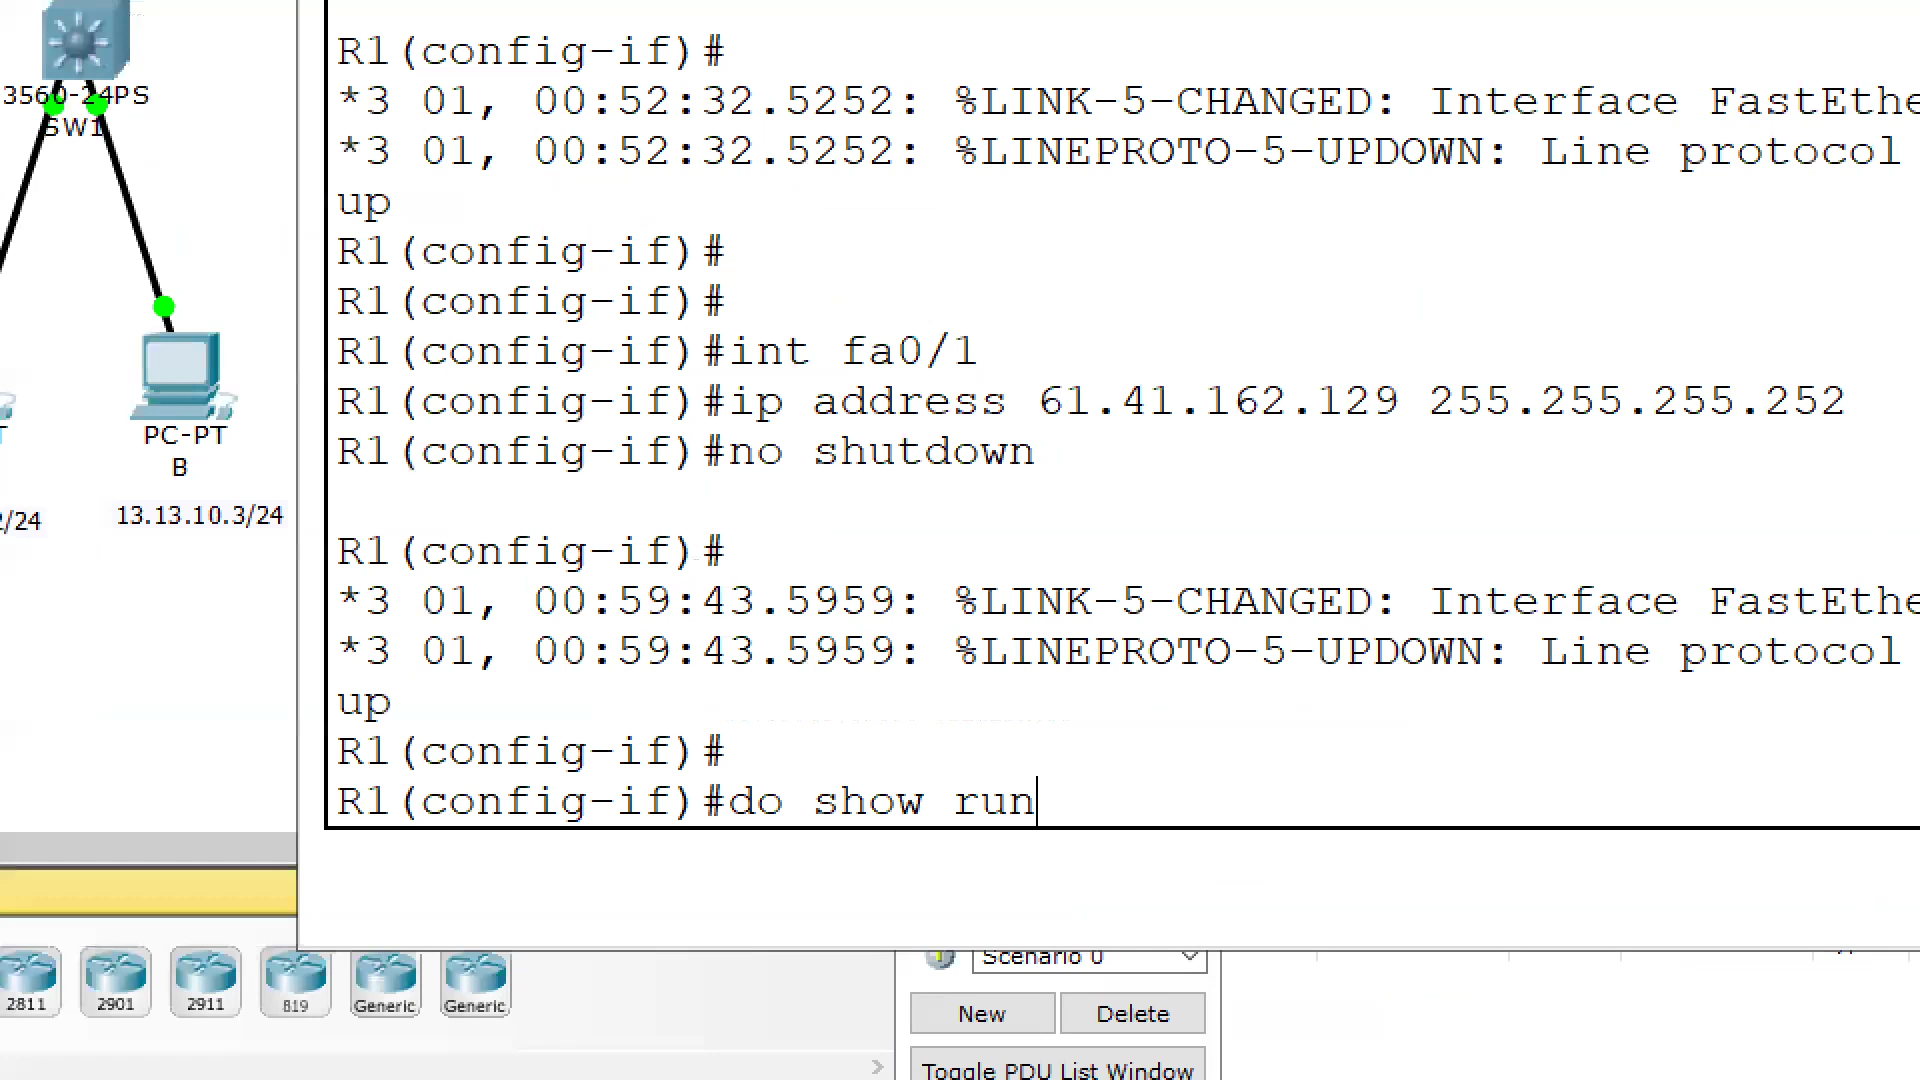 3560-24PS
SW1
PC-PT
B
2/24
13.13.10.3/24
R1(config-if)#
*3 01, 00:52:32.5252: %LINK-5-CHANGED: Interface FastEthe
*3 01, 00:52:32.5252: %LINEPROTO-5-UPDOWN: Line protocol
up
R1(config-if)#
R1(config-if)#
R1(config-if)#int fa0/1
R1(config-if)#ip address 61.41.162.129 255.255.255.252
R1(config-if)#no shutdown
R1(config-if)#
*3 01, 00:59:43.5959: %LINK-5-CHANGED: Interface FastEthe
*3 01, 00:59:43.5959: %LINEPROTO-5-UPDOWN: Line protocol
up
R1(config-if)#
R1(config-if)#do show run
2811
2901
2911
819
Generic
Generic
Scenario 0
New
Delete
Toggle PDU List Window